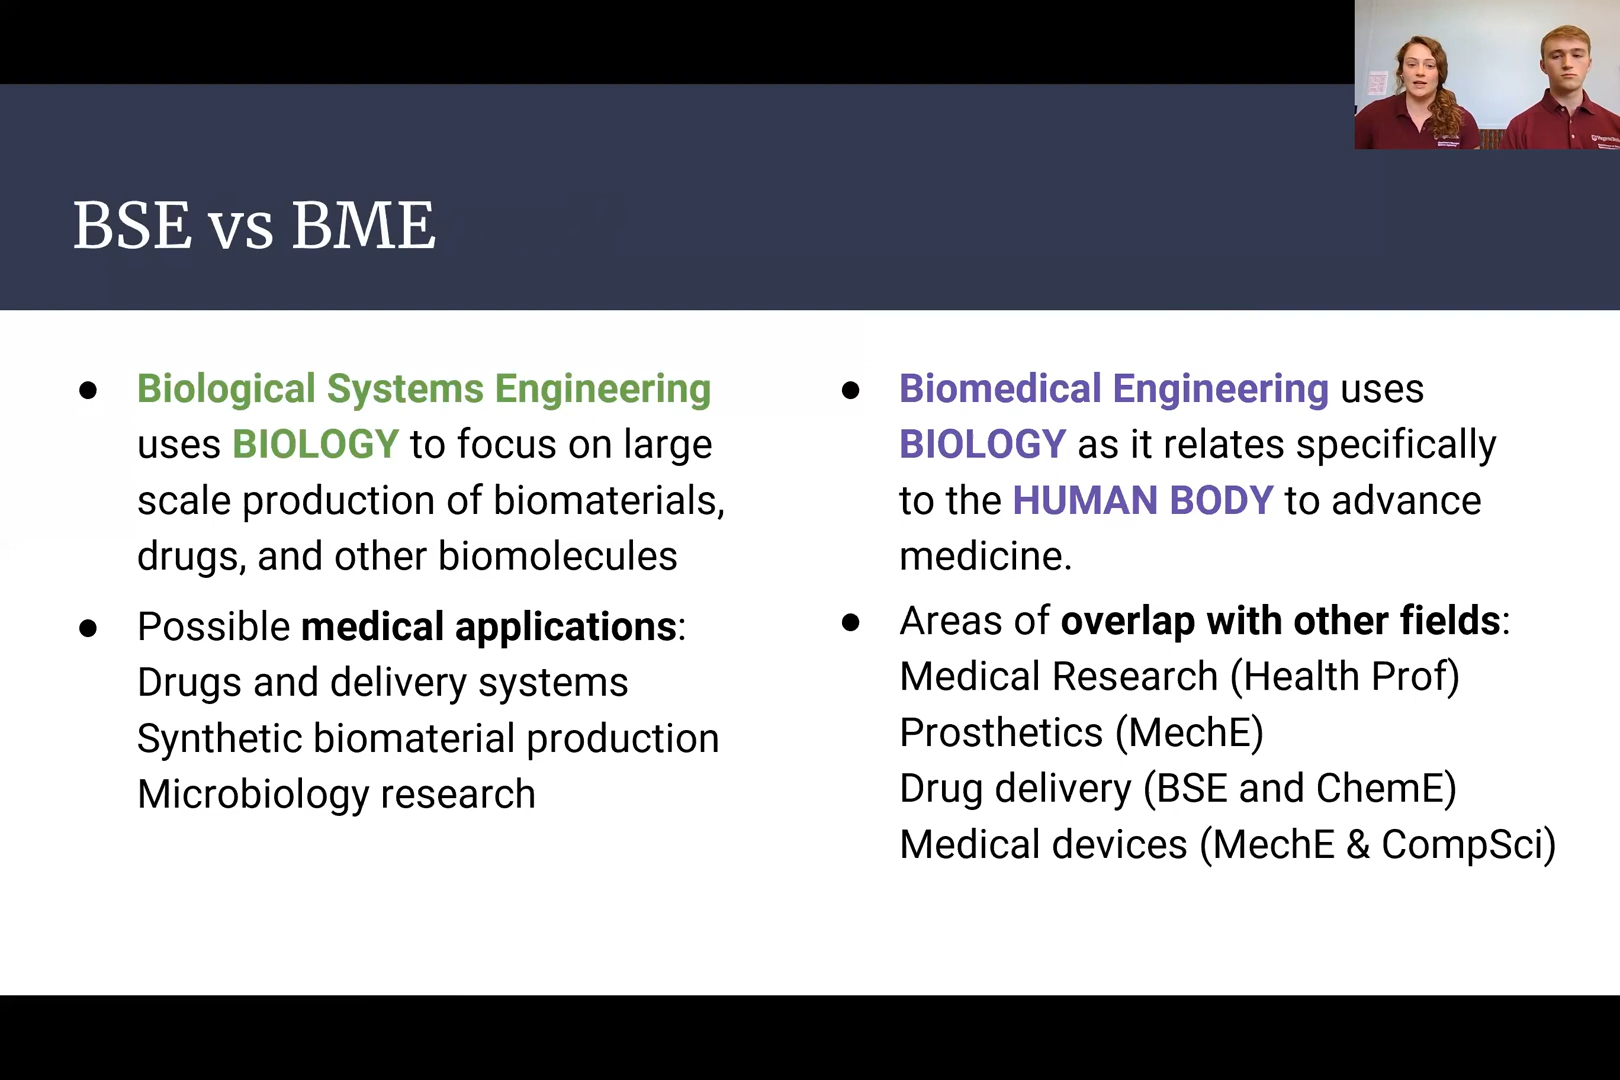 BSE vs BME
● Biological Systems Engineering
uses BIOLOGY to focus on large
scale production of biomaterials,
drugs, and other biomolecules
● Possible medical applications:
Drugs and delivery systems
Synthetic biomaterial production
Microbiology research
● Biomedical Engineering uses
BIOLOGY as it relates specifically
to the HUMAN BODY to advance
medicine.
● Areas of overlap with other fields:
Medical Research (Health Prof)
Prosthetics (MechE)
Drug delivery (BSE and ChemE)
Medical devices (MechE & CompSci)